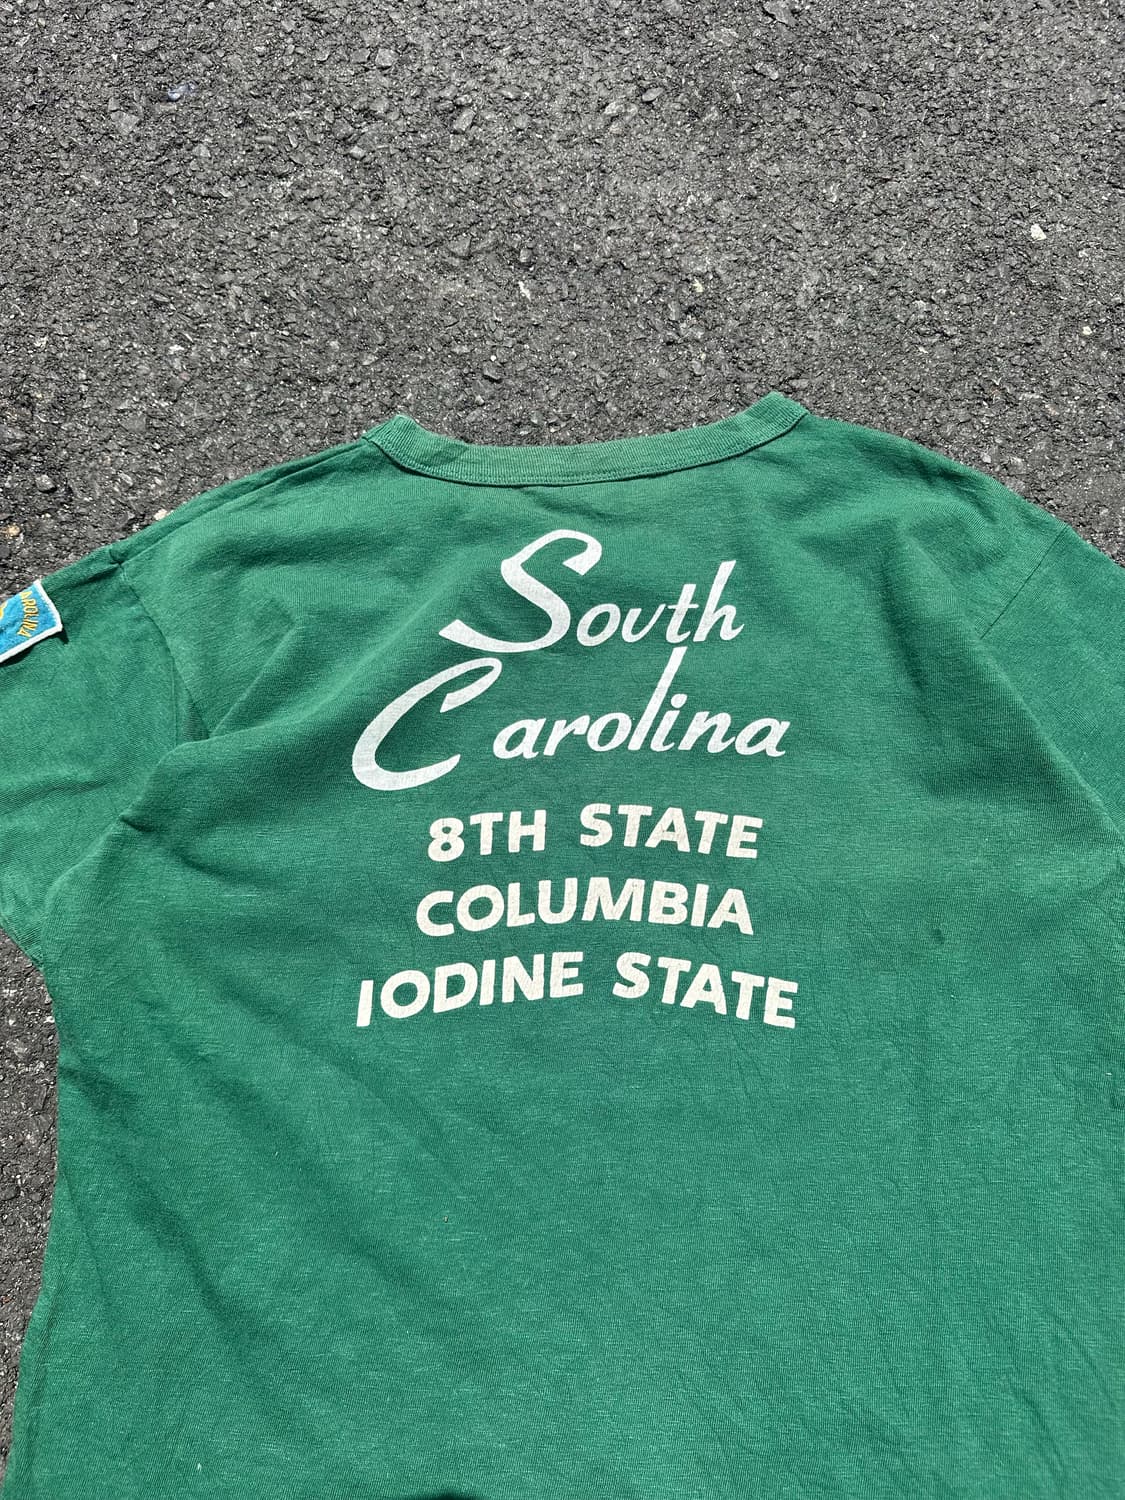 South
Carolina
8TH STATE
COLUMBIA
IODINE STATE